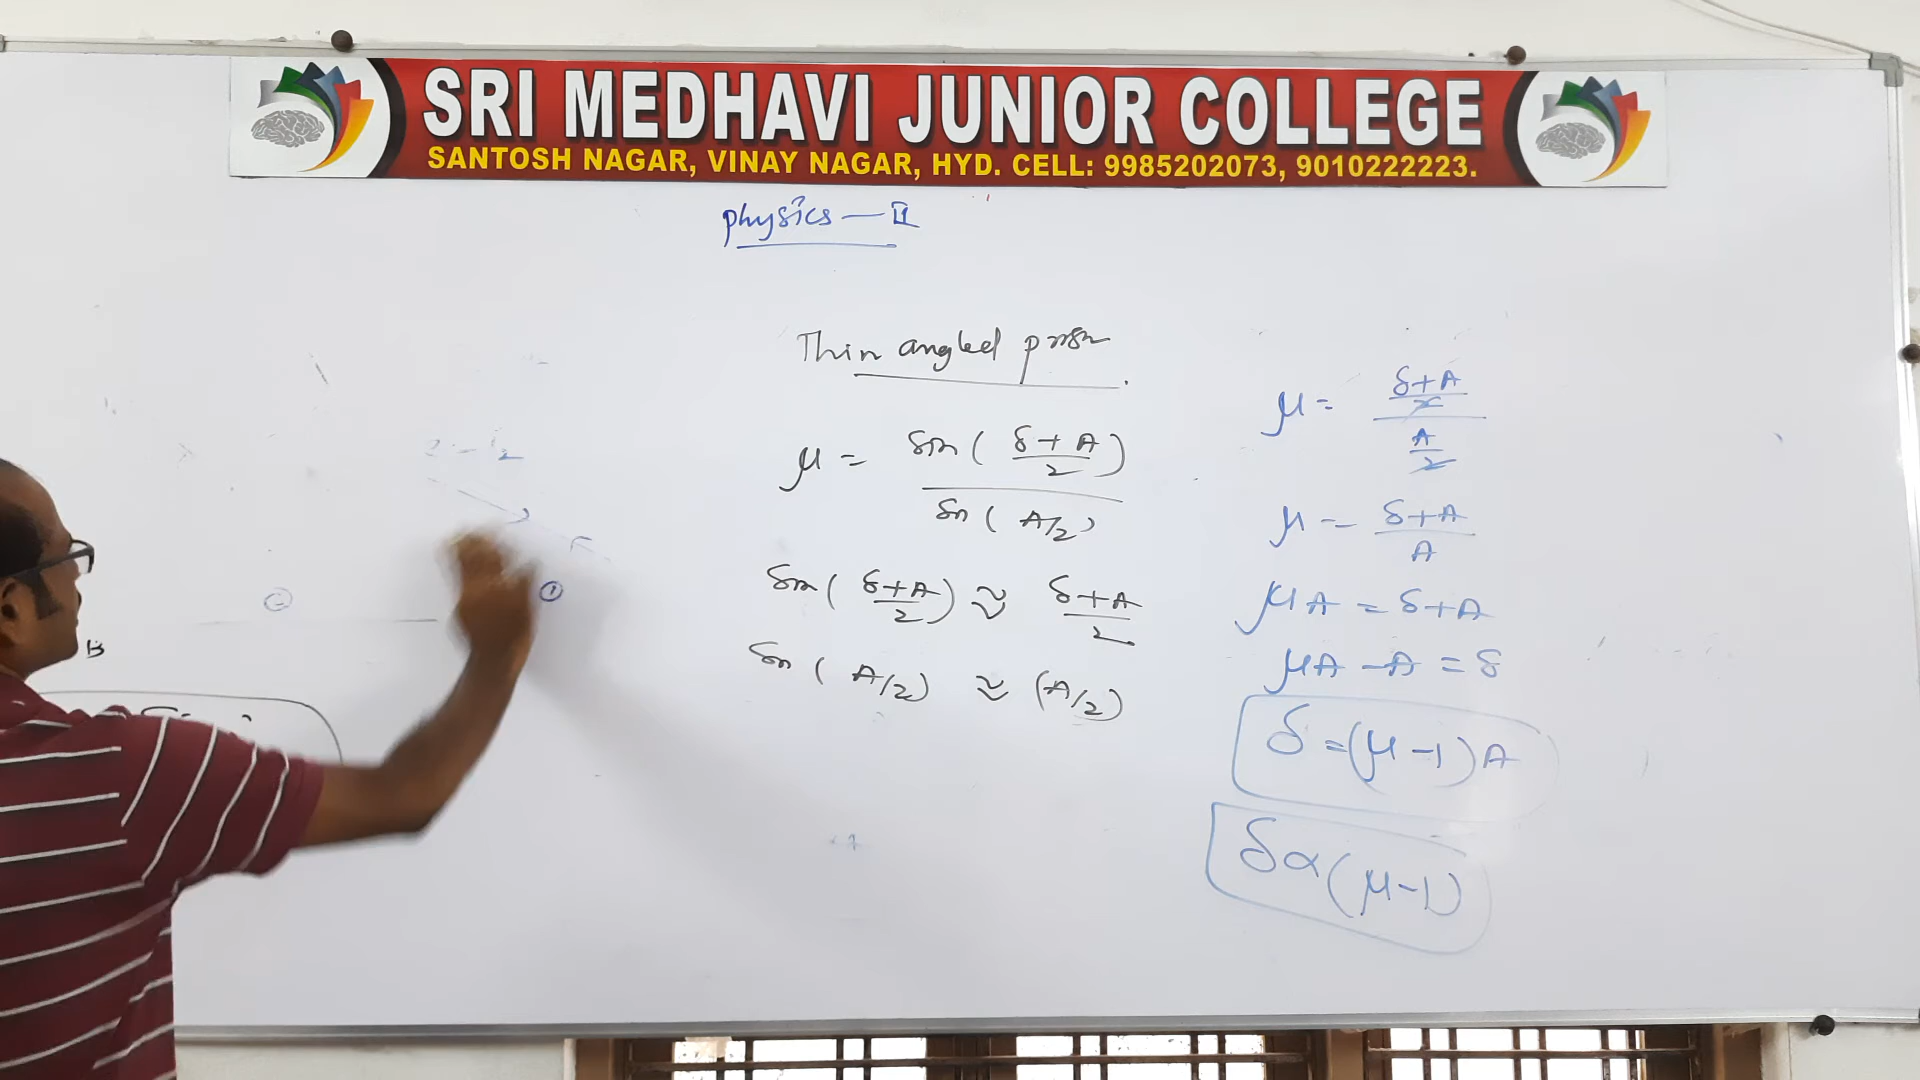 SRI MEDHAVI JUNIOR COLLEGE
SANTOSH NAGAR, VINAY NAGAR, HYD. CELL: 9985202073, 9010222223.
physics — II
Thin angled prism
μ = sin ( δ + A / 2 ) / sin ( A/2 )
sin ( δ+A / 2 ) ≈ δ+A / 2
sin ( A/2 ) ≈ (A/2)
μ = δ+A / 2 / A / 2
μ = δ+A / A
μA = δ+A
μA - A = δ
δ = (μ - 1) A
δ α (μ - 1)
①
B